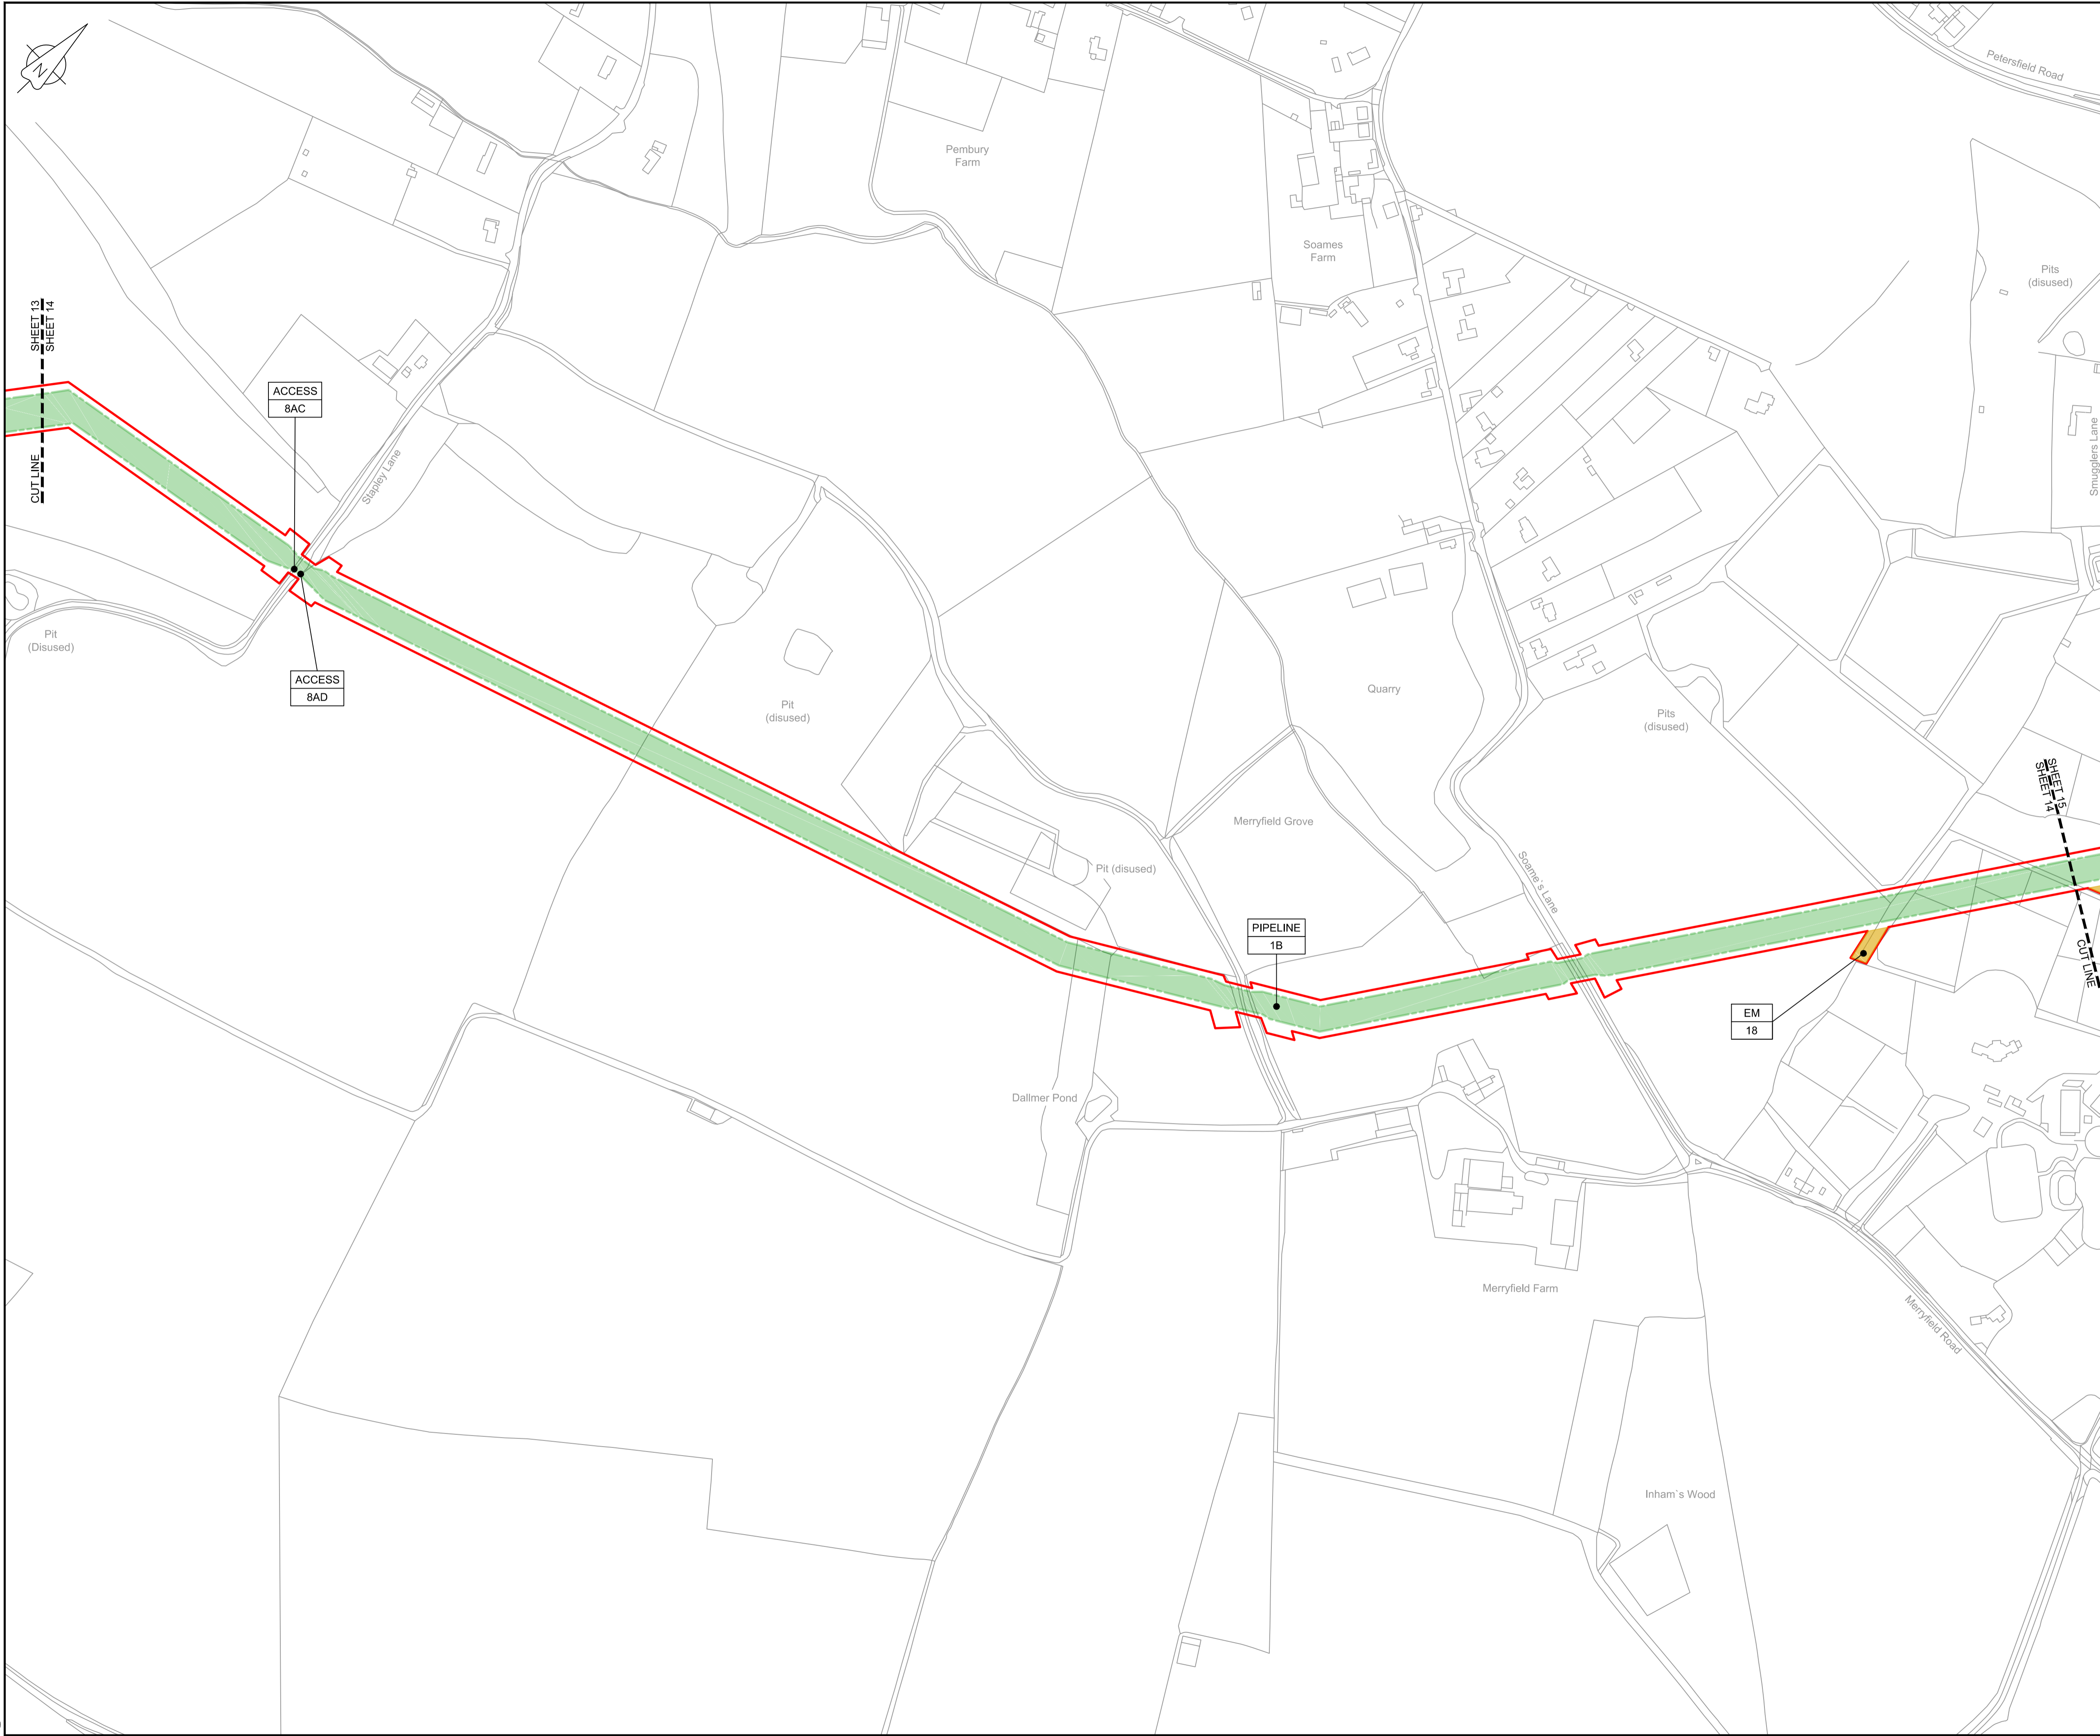 N
Petersfield Road
Pembury
Farm
Soames
Farm
Pits
(disused)
SHEET 13
SHEET 14
CUT LINE
ACCESS
8AC
Stapley Lane
Smugglers Lane
Pit
(Disused)
ACCESS
8AD
Pit
(disused)
Quarry
Pits
(disused)
SHEET 15
SHEET 14
CUT LINE
Merryfield Grove
Pit (disused)
Soame`s Lane
PIPELINE
1B
EM
18
Dallmer Pond
Merryfield Farm
Merryfield Road
Inham`s Wood